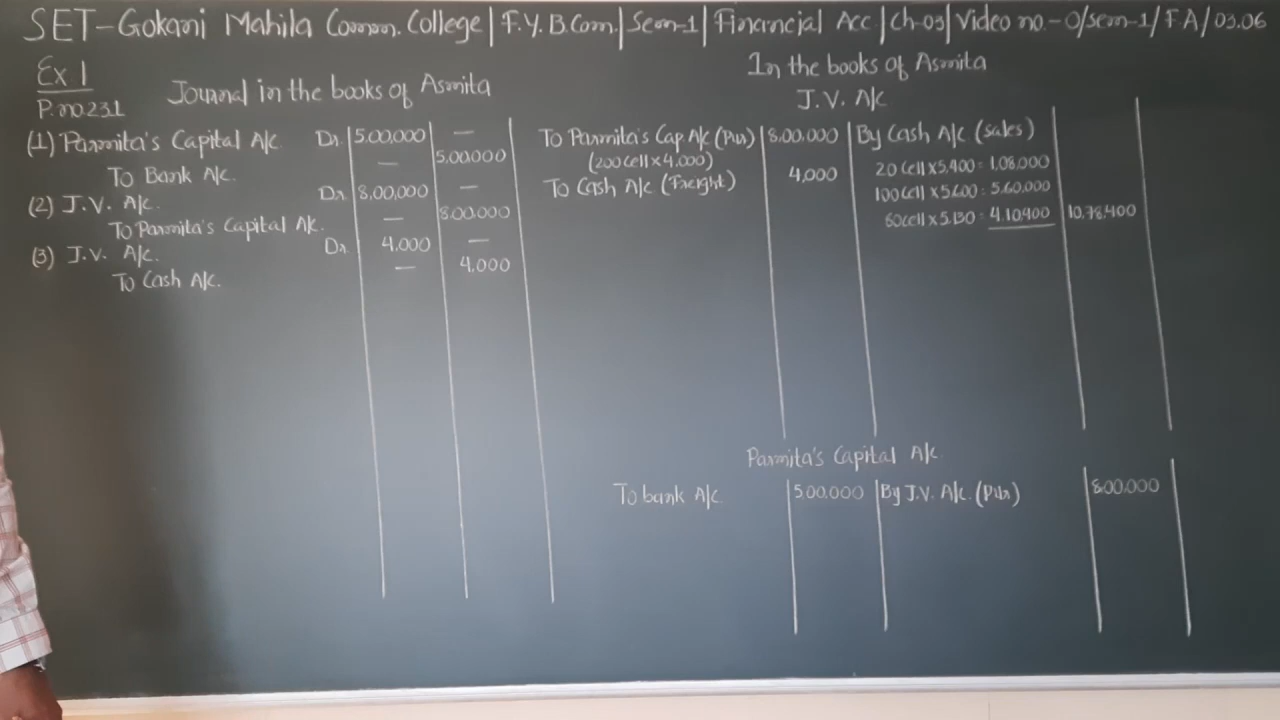 SET-Gokani Mahila Comm. College | F.Y.B.Com. | Sem-1 | Financial Acc | Ch-03 | Video no.-0/sem-1/FA/03.06
Ex 1
P. no.231
Journal in the books of Asmita
(1) Parmita's Capital A/c Dr. 5,00,000 —
To Bank A/c. — 5,00,000
(2) J.V. A/c. Dr. 8,00,000 —
To Parmita's Capital A/c. — 8,00,000
(3) J.V. A/c. Dr. 4,000 —
To Cash A/c. — 4,000
In the books of Asmita
J.V. A/c
To Parmita's Cap. A/c (Pur) 8,00,000 By Cash A/c (sales)
(200 cell x 4,000) 20 cell x 5,400 = 1,08,000
To Cash A/c (Freight) 4,000 100 cell x 5,600 = 5,60,000
80 cell x 5,130 = 4,10,400 10,78,400
Parmita's Capital A/c
To bank A/c 5,00,000 By J.V. A/c. (Pur) 8,00,000